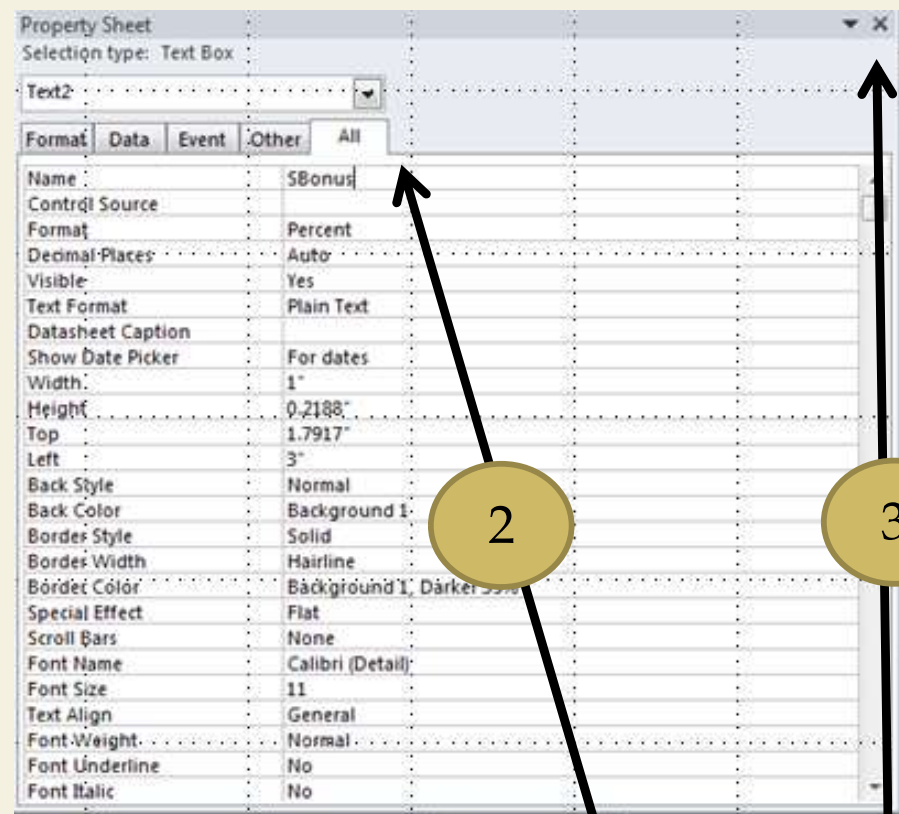 Property Sheet
Selection type: Text Box
Text2
Format Data Event Other All
Name SBonus
Control Source
Format Percent
Decimal Places Auto
Visible Yes
Text Format Plain Text
Datasheet Caption
Show Date Picker For dates
Width 1"
Height 0.2188"
Top 1.7917"
Left 3"
Back Style Normal
Back Color Background 1
Border Style Solid
Border Width Hairline
Border Color Background 1, Darker
Special Effect Flat
Scroll Bars None
Font Name Calibri (Detail)
Font Size 11
Text Align General
Font Weight Normal
Font Underline No
Font Italic No
2
3